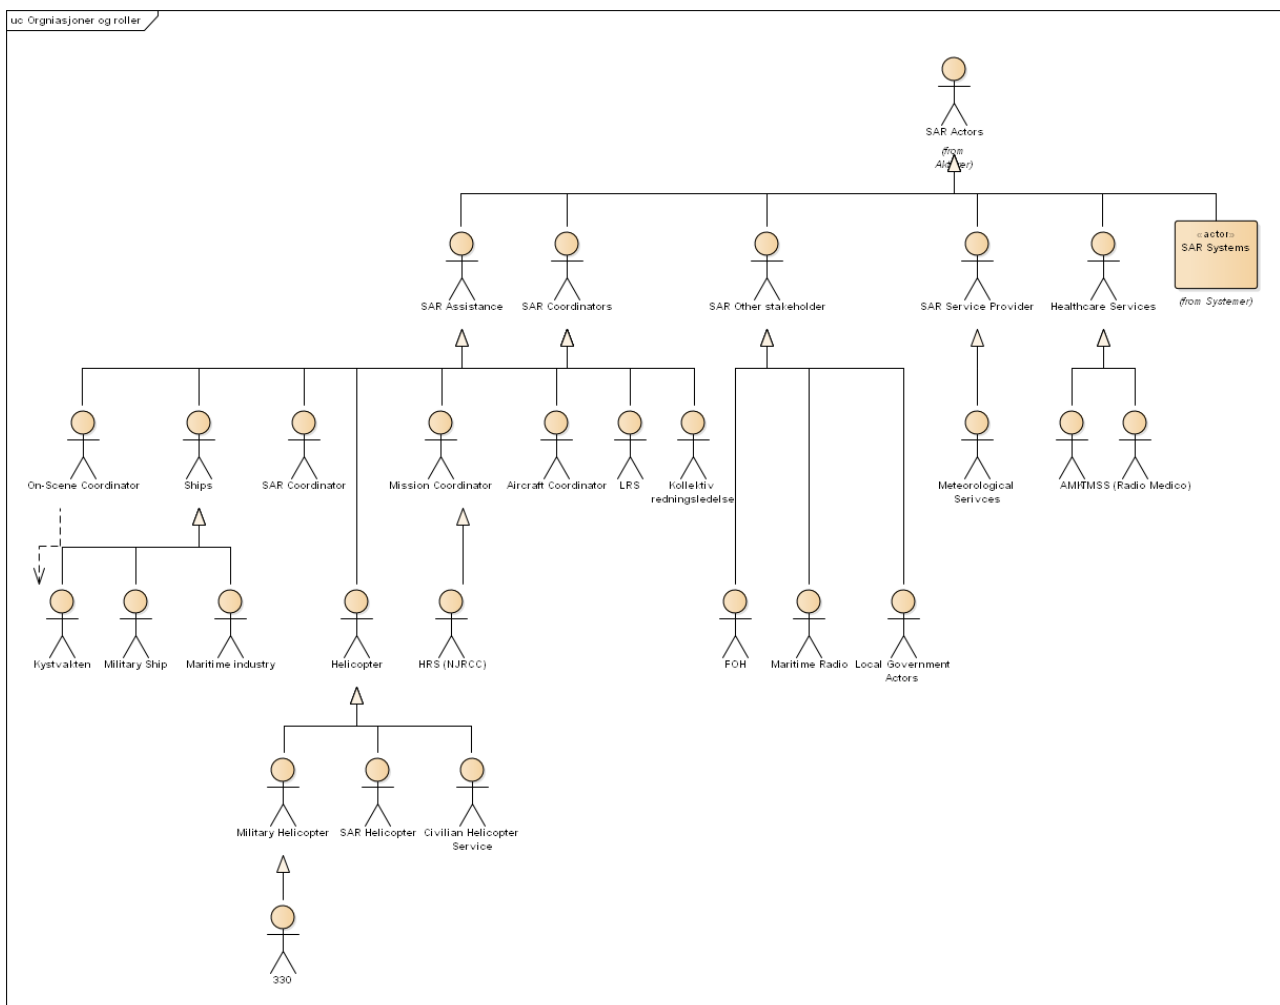 uc Orgniasjoner og roller
SAR Actors
(from
SAR Assistance
SAR Coordinators
SAR Other stakeholder
SAR Service Provider
Healthcare Services
«actor»
SAR Systems
(from Systemer)
On-Scene Coordinator
Ships
SAR Coordinator
Mission Coordinator
Aircraft Coordinator
LRS
Kollektiv
redningsledelse
Meteorological
Serivces
(Radio Medico)
Kystvakten
Military Ship
Maritime industry
Helicopter
HRS (NJRCC)
FOH
Maritime Radio
Local Government
Actors
Military Helicopter
SAR Helicopter
Civilian Helicopter
Service
330